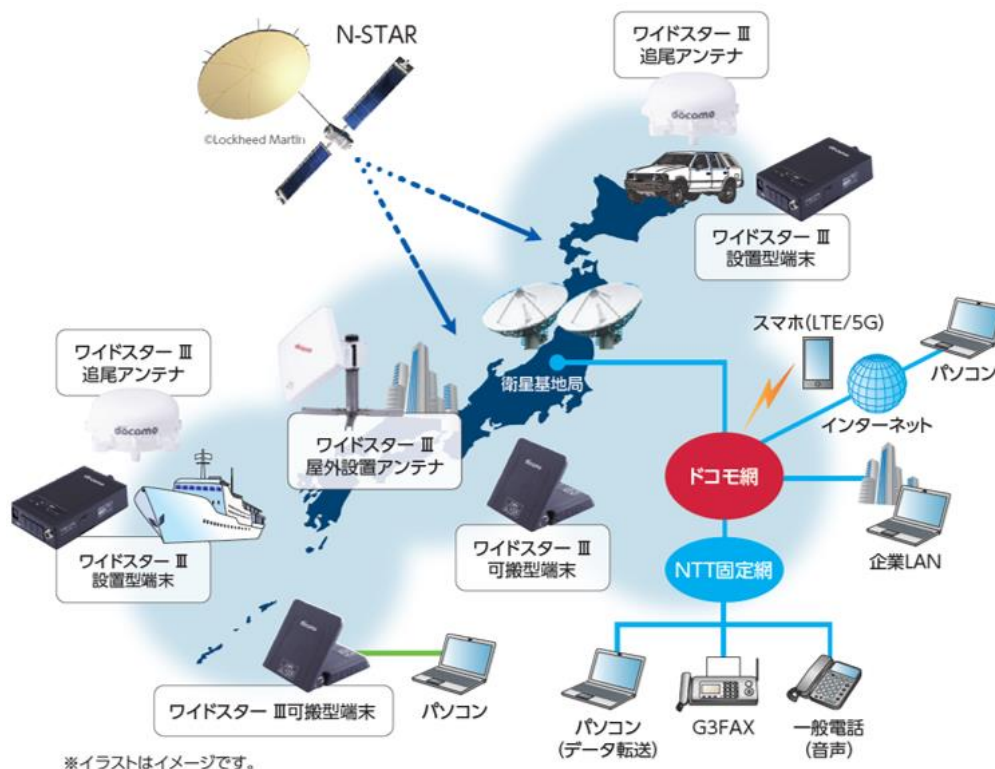 N-STAR
©Lockheed Martin
ワイドスター Ⅲ
追尾アンテナ
döcomo
ワイドスター Ⅲ
設置型端末
スマホ(LTE/5G)
パソコン
インターネット
衛星基地局
ワイドスター Ⅲ
追尾アンテナ
döcomo
ワイドスター Ⅲ
屋外設置アンテナ
ドコモ網
企業LAN
ワイドスター Ⅲ
設置型端末
ワイドスター Ⅲ
可搬型端末
NTT固定網
ワイドスター Ⅲ可搬型端末
パソコン
パソコン
(データ転送)
G3FAX
一般電話
(音声)
※イラストはイメージです。